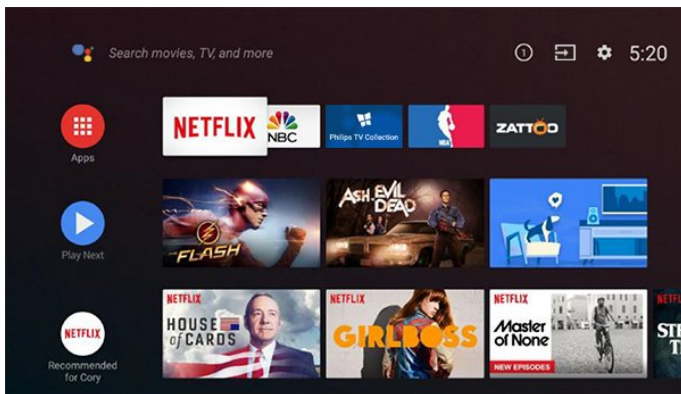 Search movies, TV, and more
1
5:20
Apps
NETFLIX
NBC
Philips TV Collection
NBA
ZATTOO
Play Next
THE FLASH
ASH VS EVIL DEAD
NETFLIX
Recommended
for Cory
NETFLIX
HOUSE
of CARDS
NETFLIX
GIRLBOSS
NETFLIX
Master
of None
NEW EPISODES